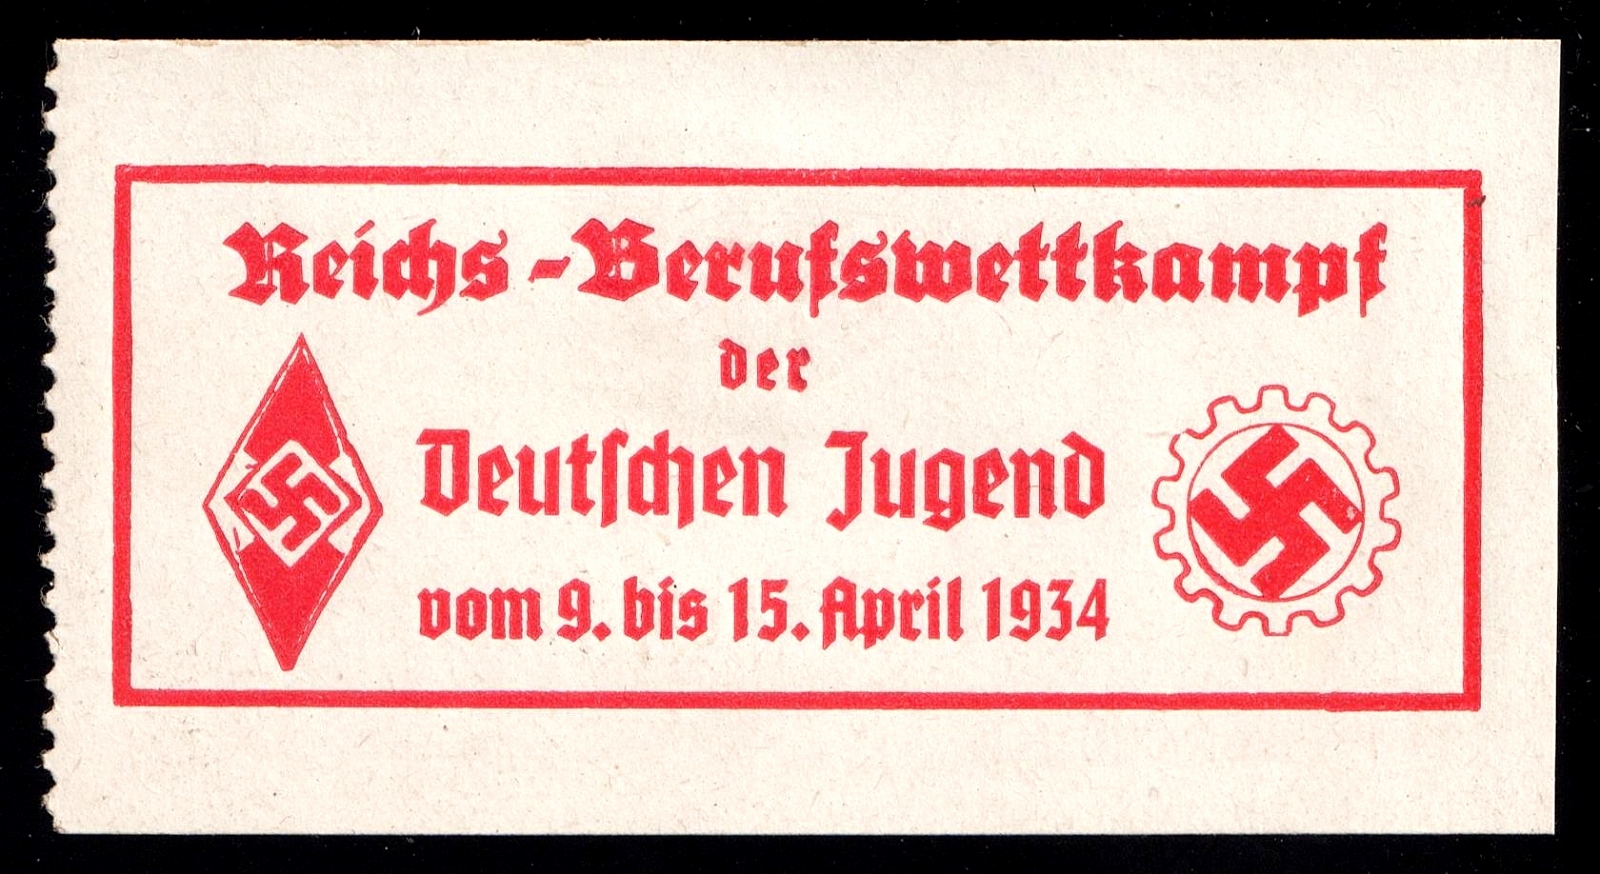 Reichs-Berufswettkampf
der
Deutschen Jugend
vom 9. bis 15. April 1934